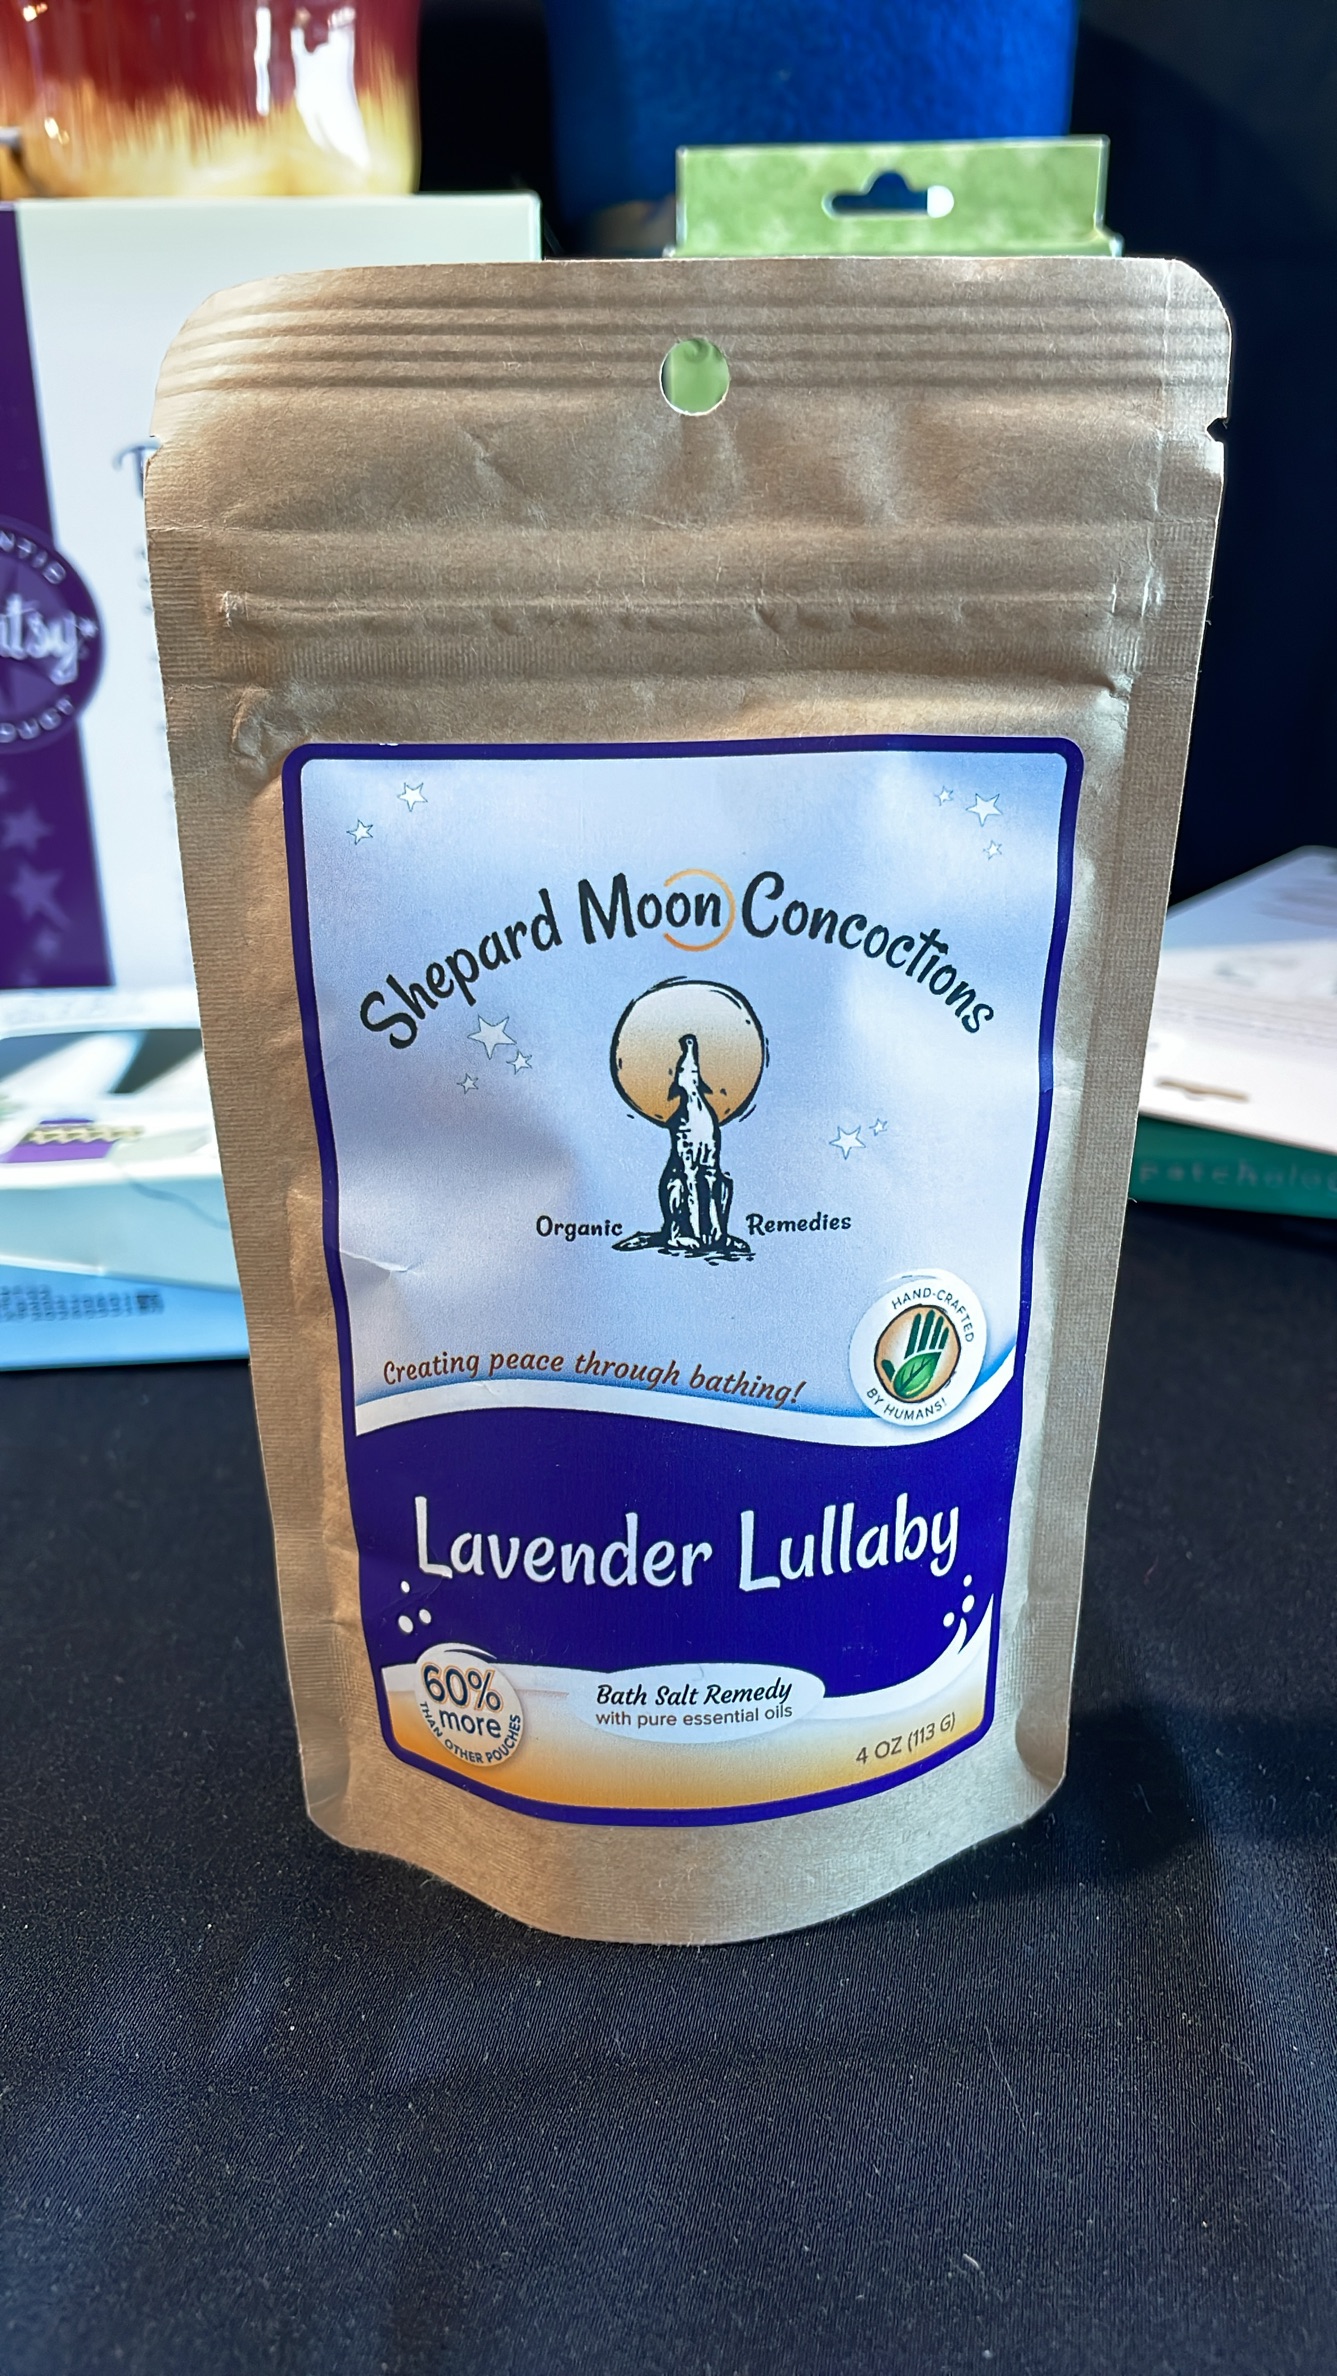 Shepard Moon Concoctions
Organic Remedies
Creating peace through bathing!
HAND-CRAFTED
BY HUMANS!
Lavender Lullaby
60%
more
THAN OTHER POUCHES
Bath Salt Remedy
with pure essential oils
4 OZ (113 G)
patcholo